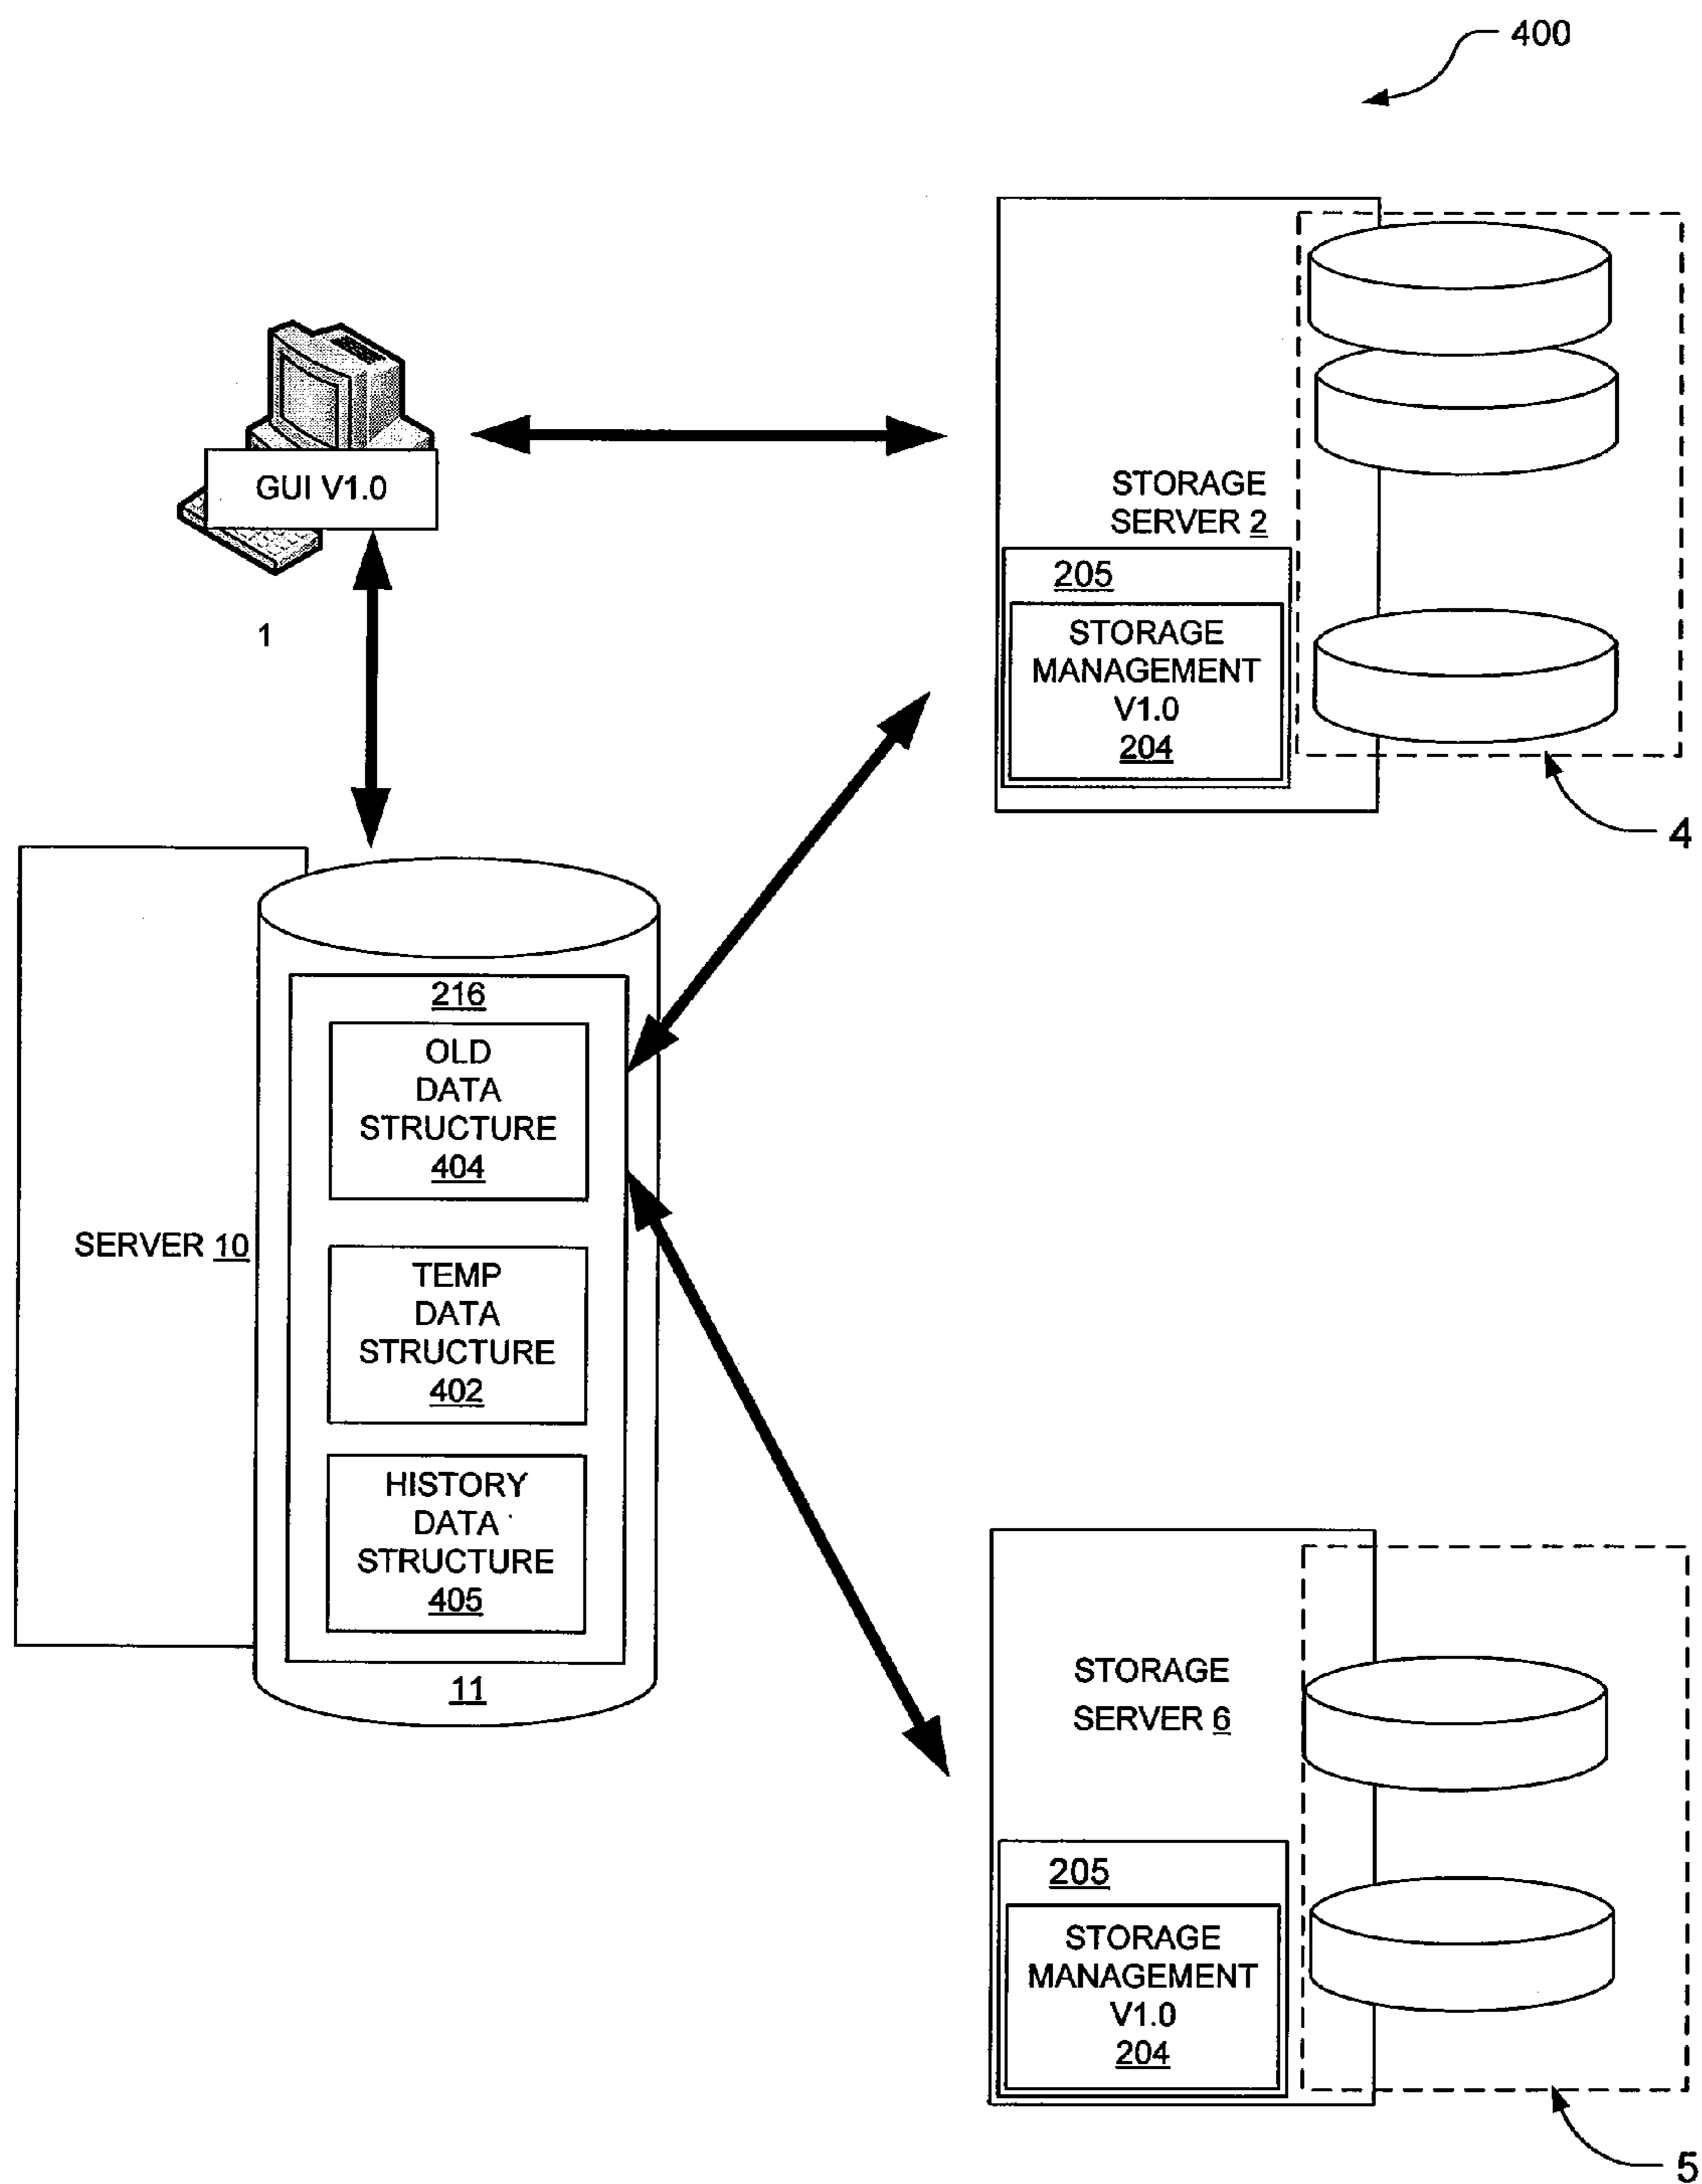 400
GUI V1.0
1
STORAGE
SERVER 2
205
STORAGE
MANAGEMENT
V1.0
204
4
216
OLD
DATA
STRUCTURE
404
SERVER 10
TEMP
DATA
STRUCTURE
402
HISTORY
DATA
STRUCTURE
405
11
STORAGE
SERVER 6
205
STORAGE
MANAGEMENT
V1.0
204
5